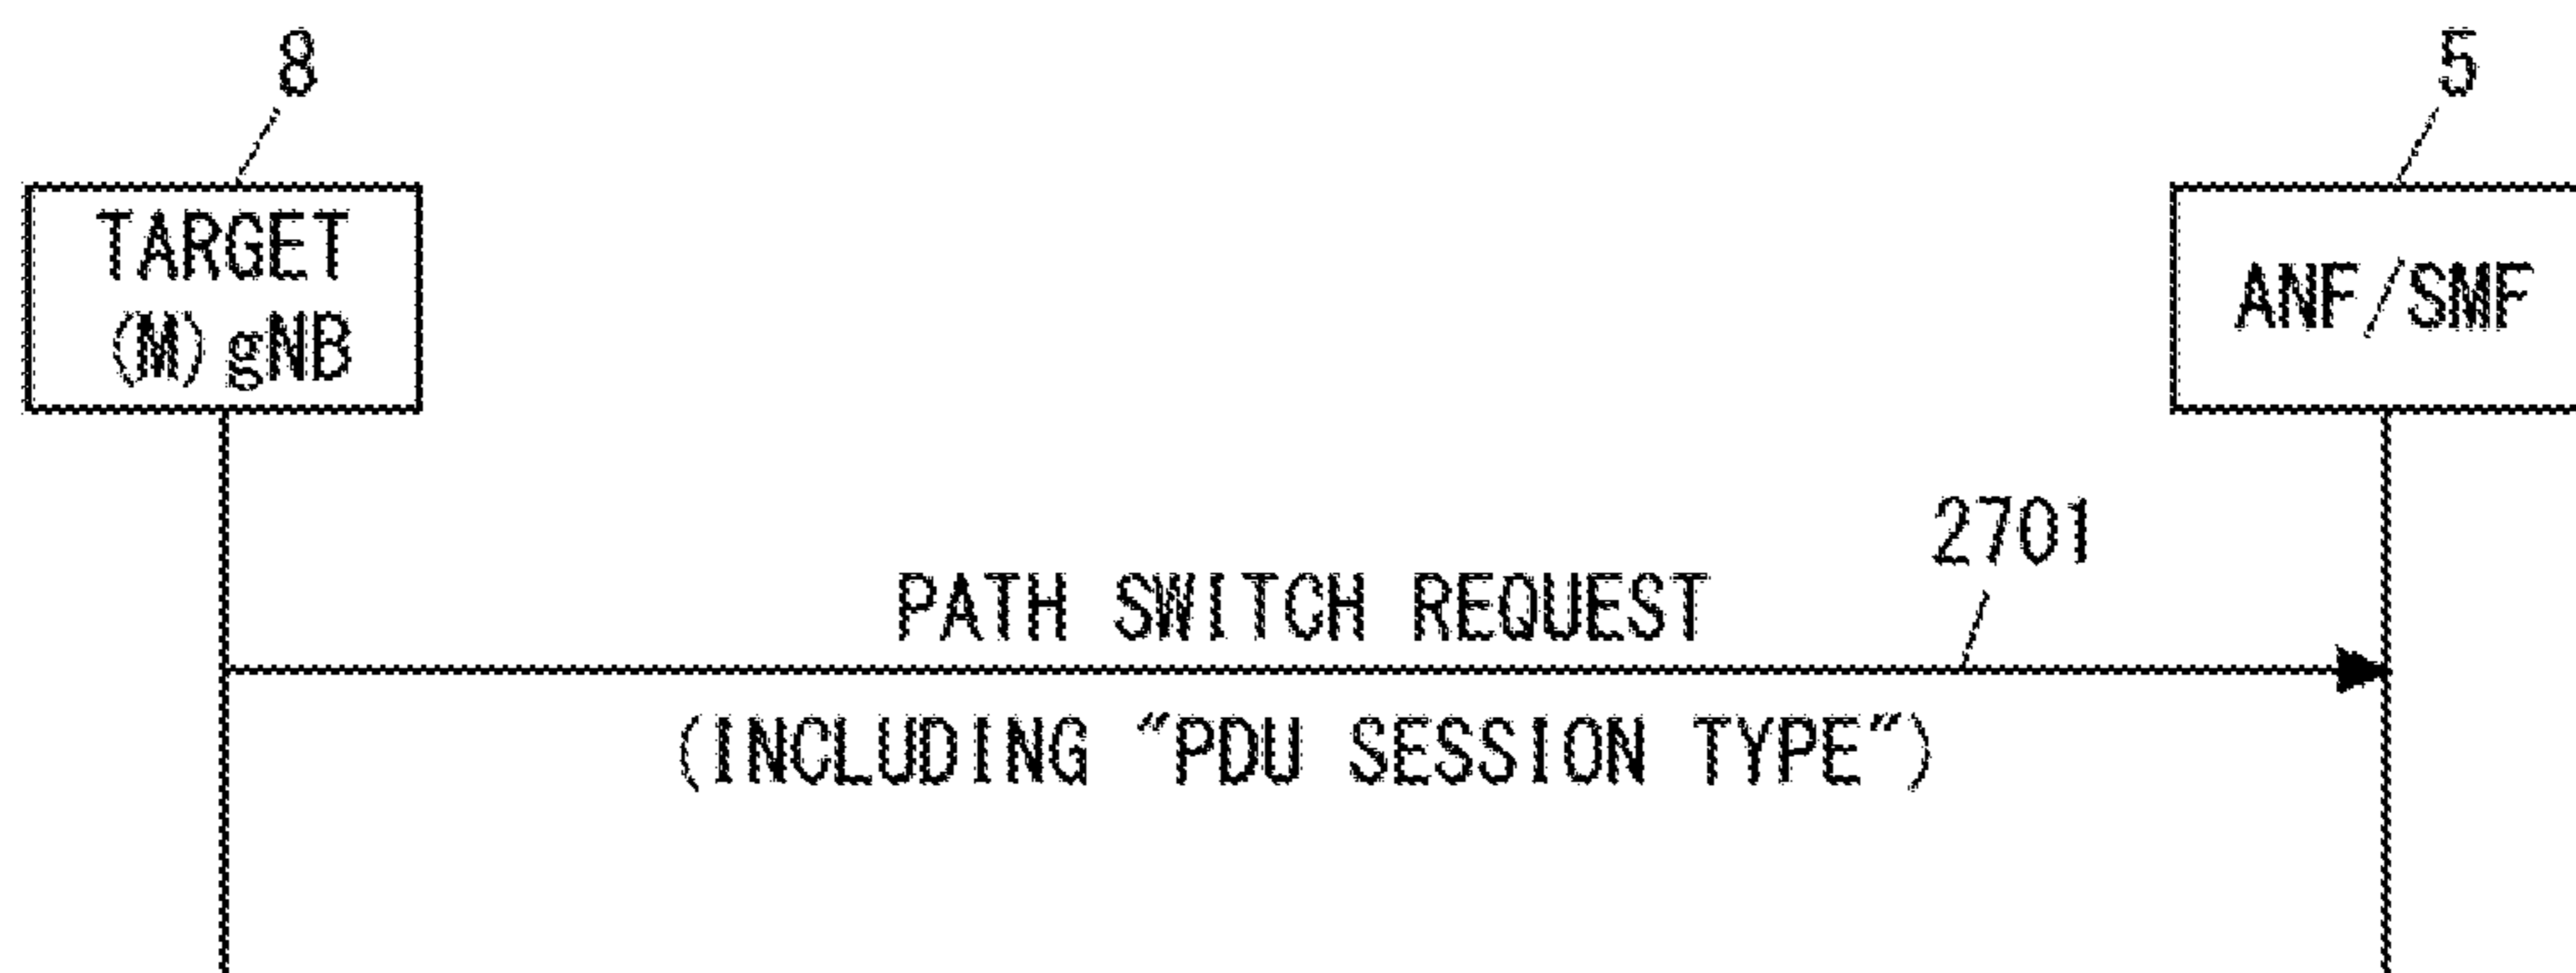 8
5
TARGET
(M) gNB
ANF/SMF
2701
PATH SWITCH REQUEST
(INCLUDING "PDU SESSION TYPE")